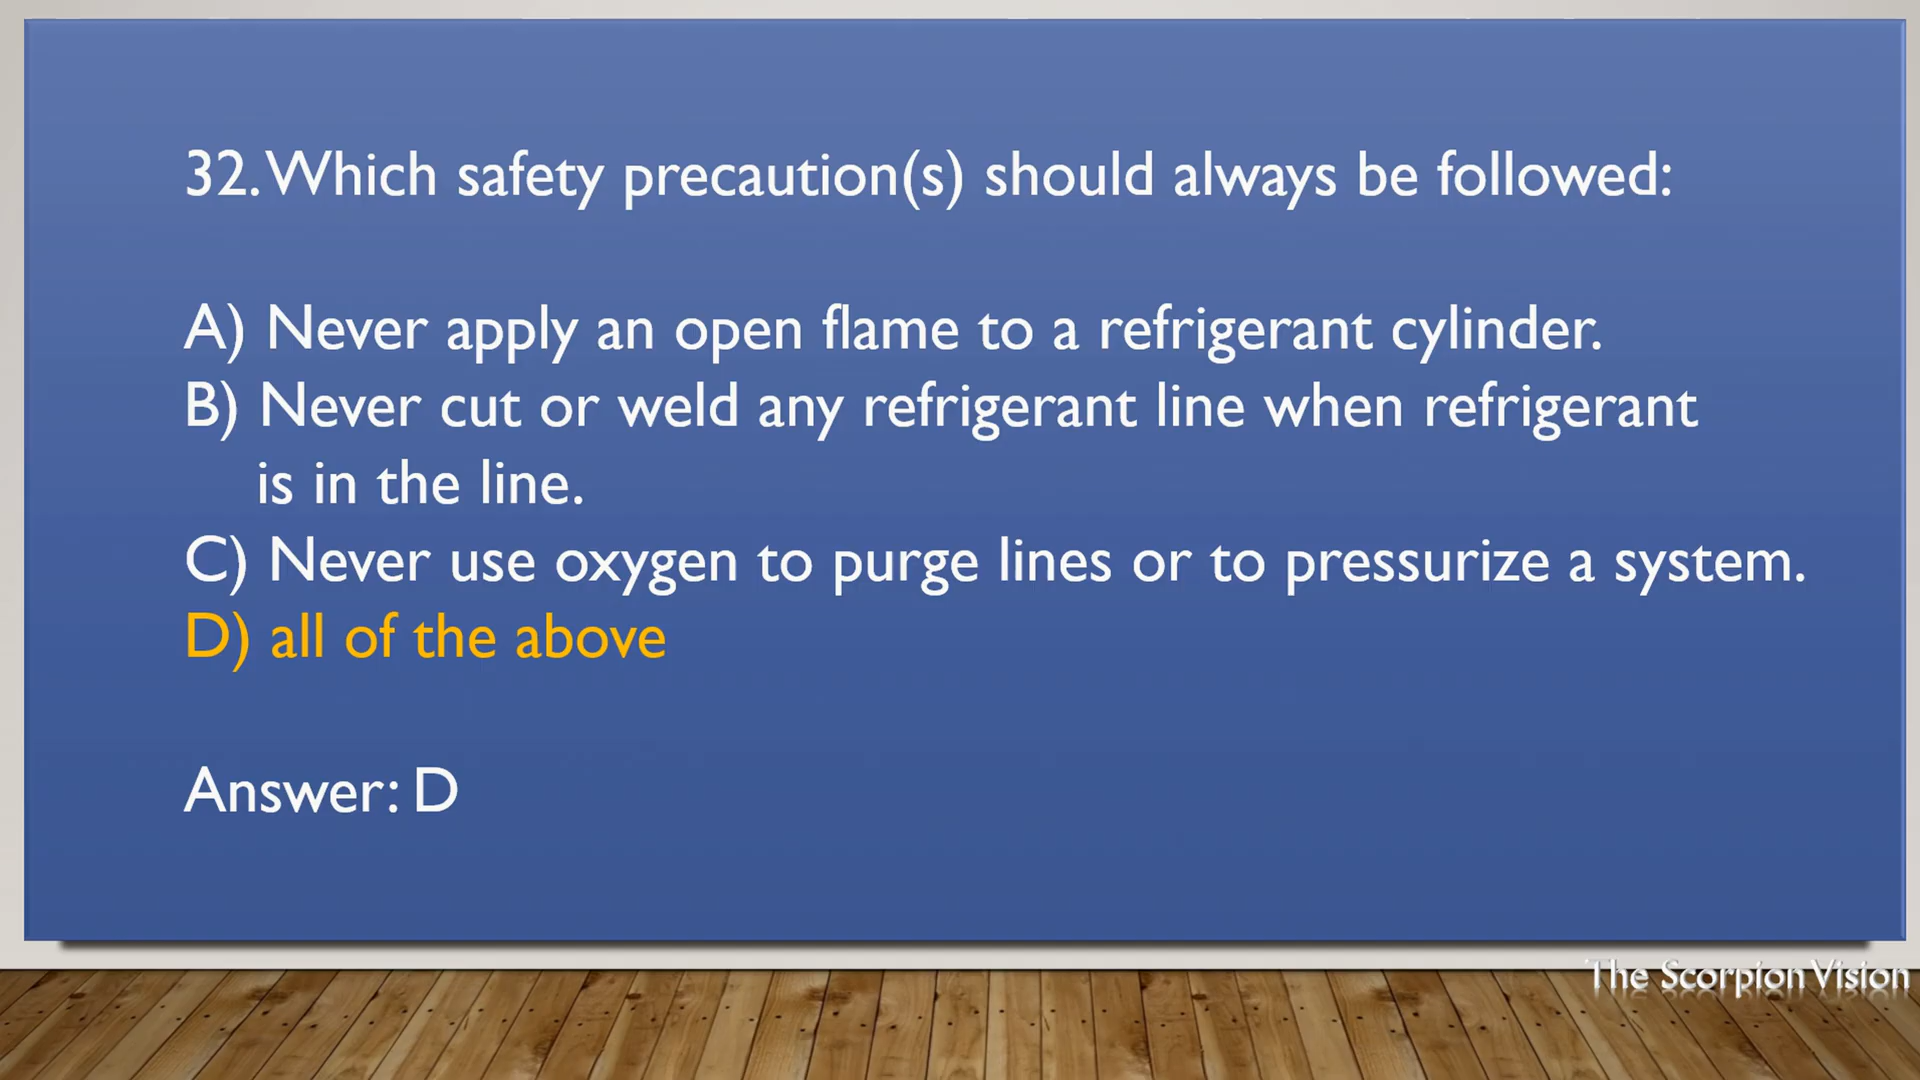 32. Which safety precaution(s) should always be followed:
A) Never apply an open flame to a refrigerant cylinder.
B) Never cut or weld any refrigerant line when refrigerant
is in the line.
C) Never use oxygen to purge lines or to pressurize a system.
D) all of the above
Answer: D
The Scorpion Vision